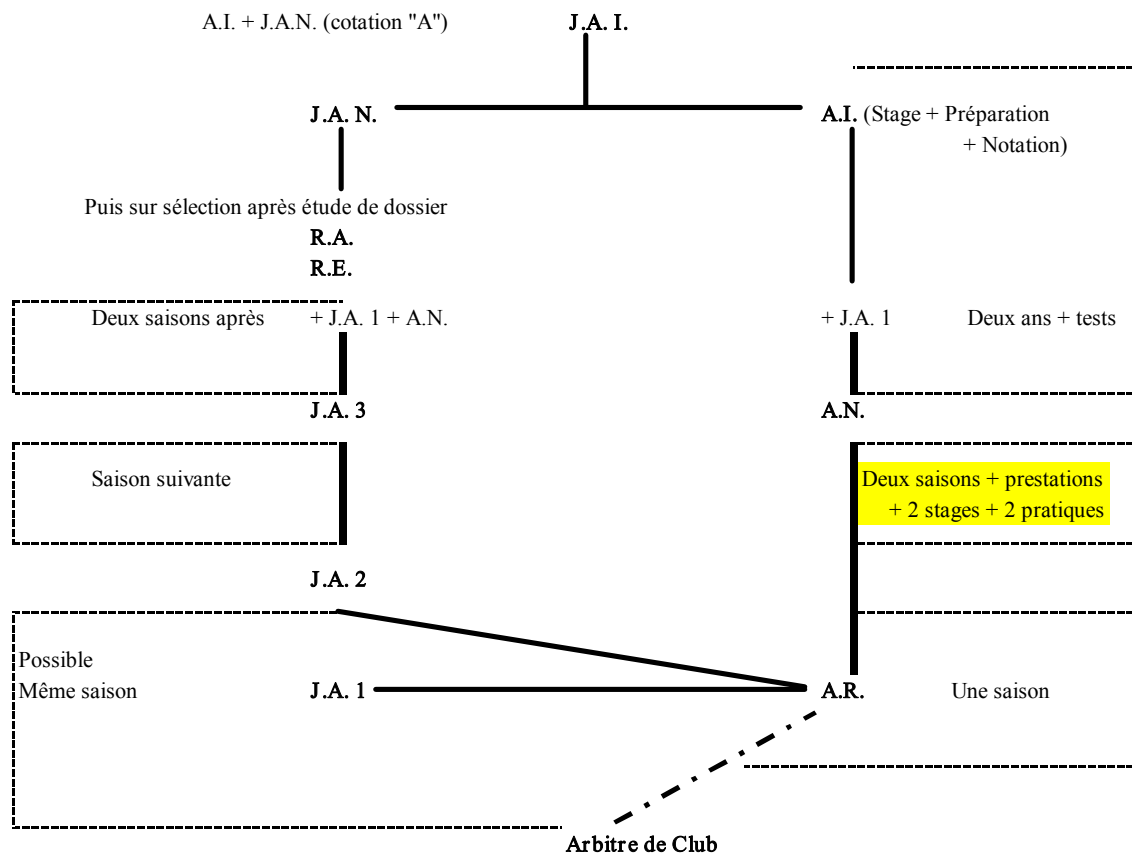 A.I. + J.A.N. (cotation "A")
J.A. I.
J.A. N.
A.I. (Stage + Préparation
+ Notation)
Puis sur sélection après étude de dossier
R.A.
R.E.
Deux saisons après
+ J.A. 1 + A.N.
+ J.A. 1
Deux ans + tests
J.A. 3
A.N.
Saison suivante
Deux saisons + prestations
+ 2 stages + 2 pratiques
J.A. 2
Possible
Même saison
J.A. 1
A.R.
Une saison
Arbitre de Club